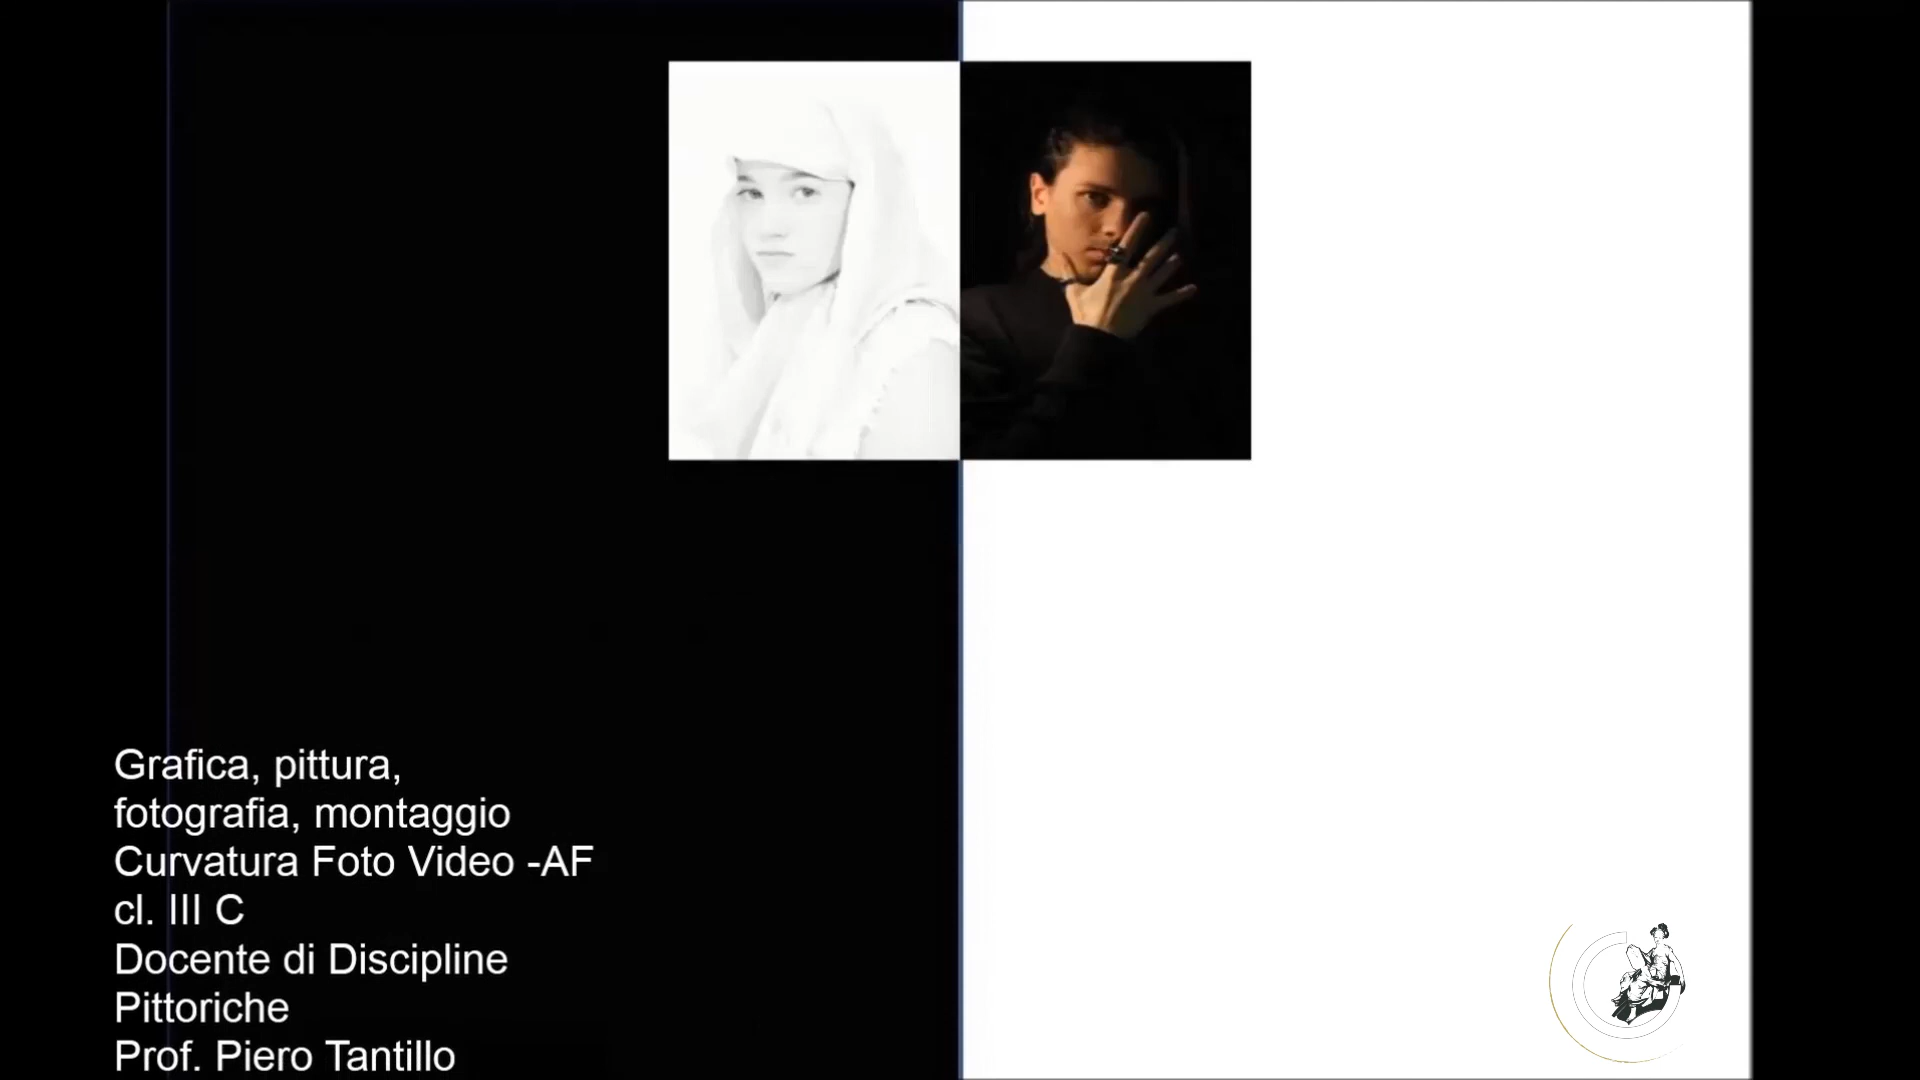 Grafica, pittura,
fotografia, montaggio
Curvatura Foto Video -AF
cl. III C
Docente di Discipline
Pittoriche
Prof. Piero Tantillo